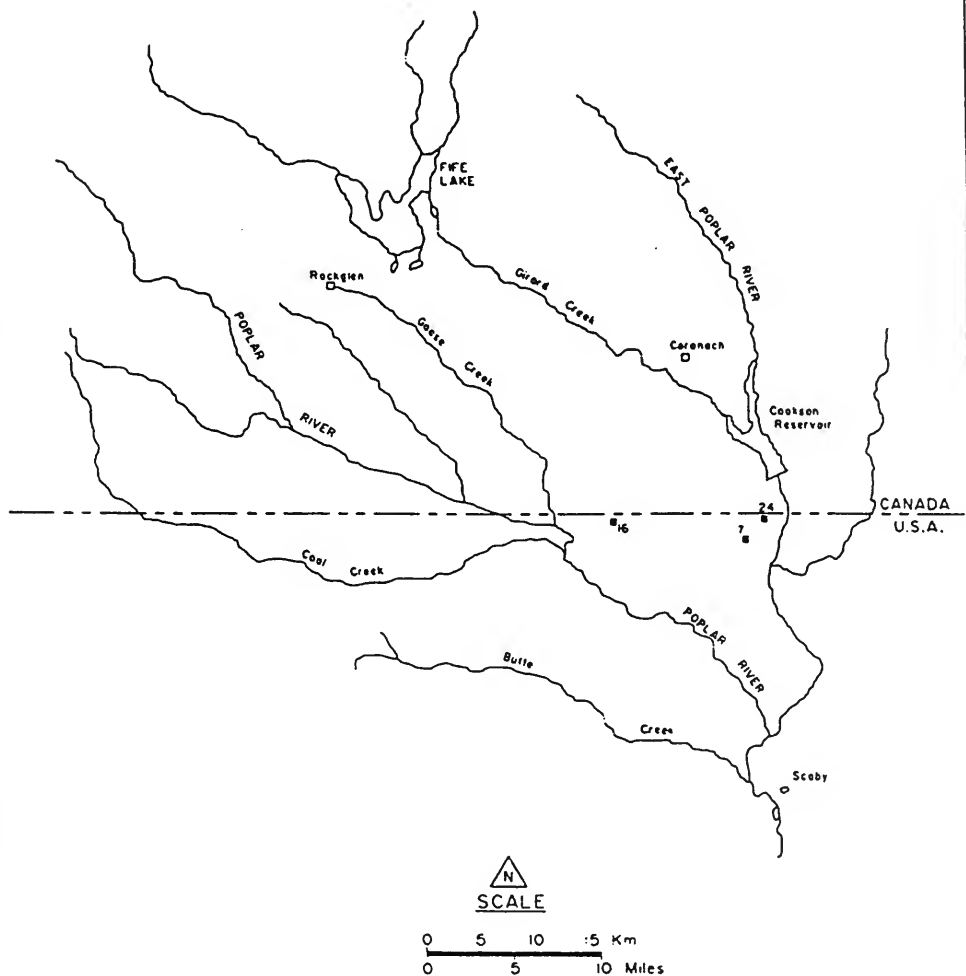 FIFE
LAKE
EAST POPLAR RIVER
Rockglen
Girard Creek
POPLAR RIVER
Goose Creek
Coronach
Cookson
Reservoir
CANADA
U.S.A.
24
16
7
Coal Creek
POPLAR RIVER
Butte Creek
Scoby
N
SCALE
0 5 10 15 Km
0 5 10 Miles